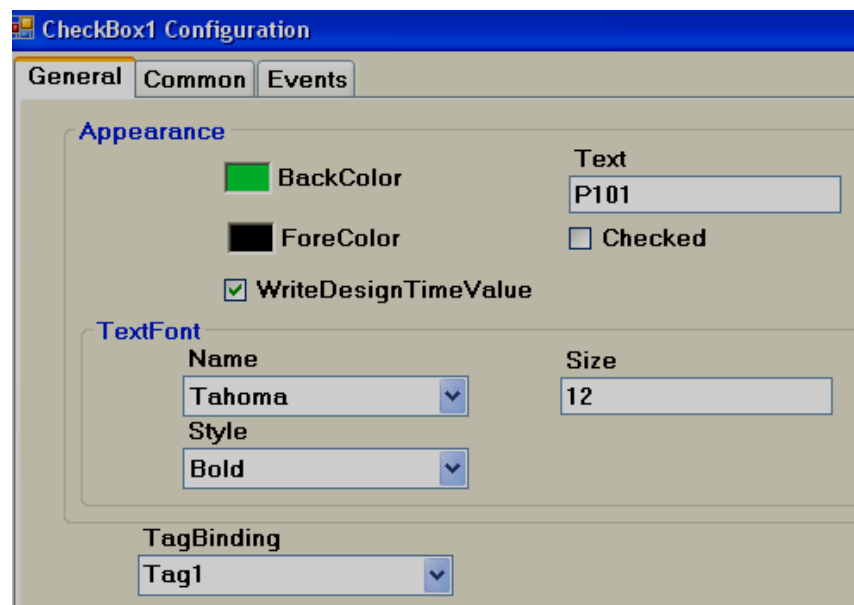 CheckBox1 Configuration
General Common Events
Appearance
BackColor
Text
P101
ForeColor
Checked
WriteDesignTimeValue
TextFont
Name
Size
Tahoma
12
Style
Bold
TagBinding
Tag1